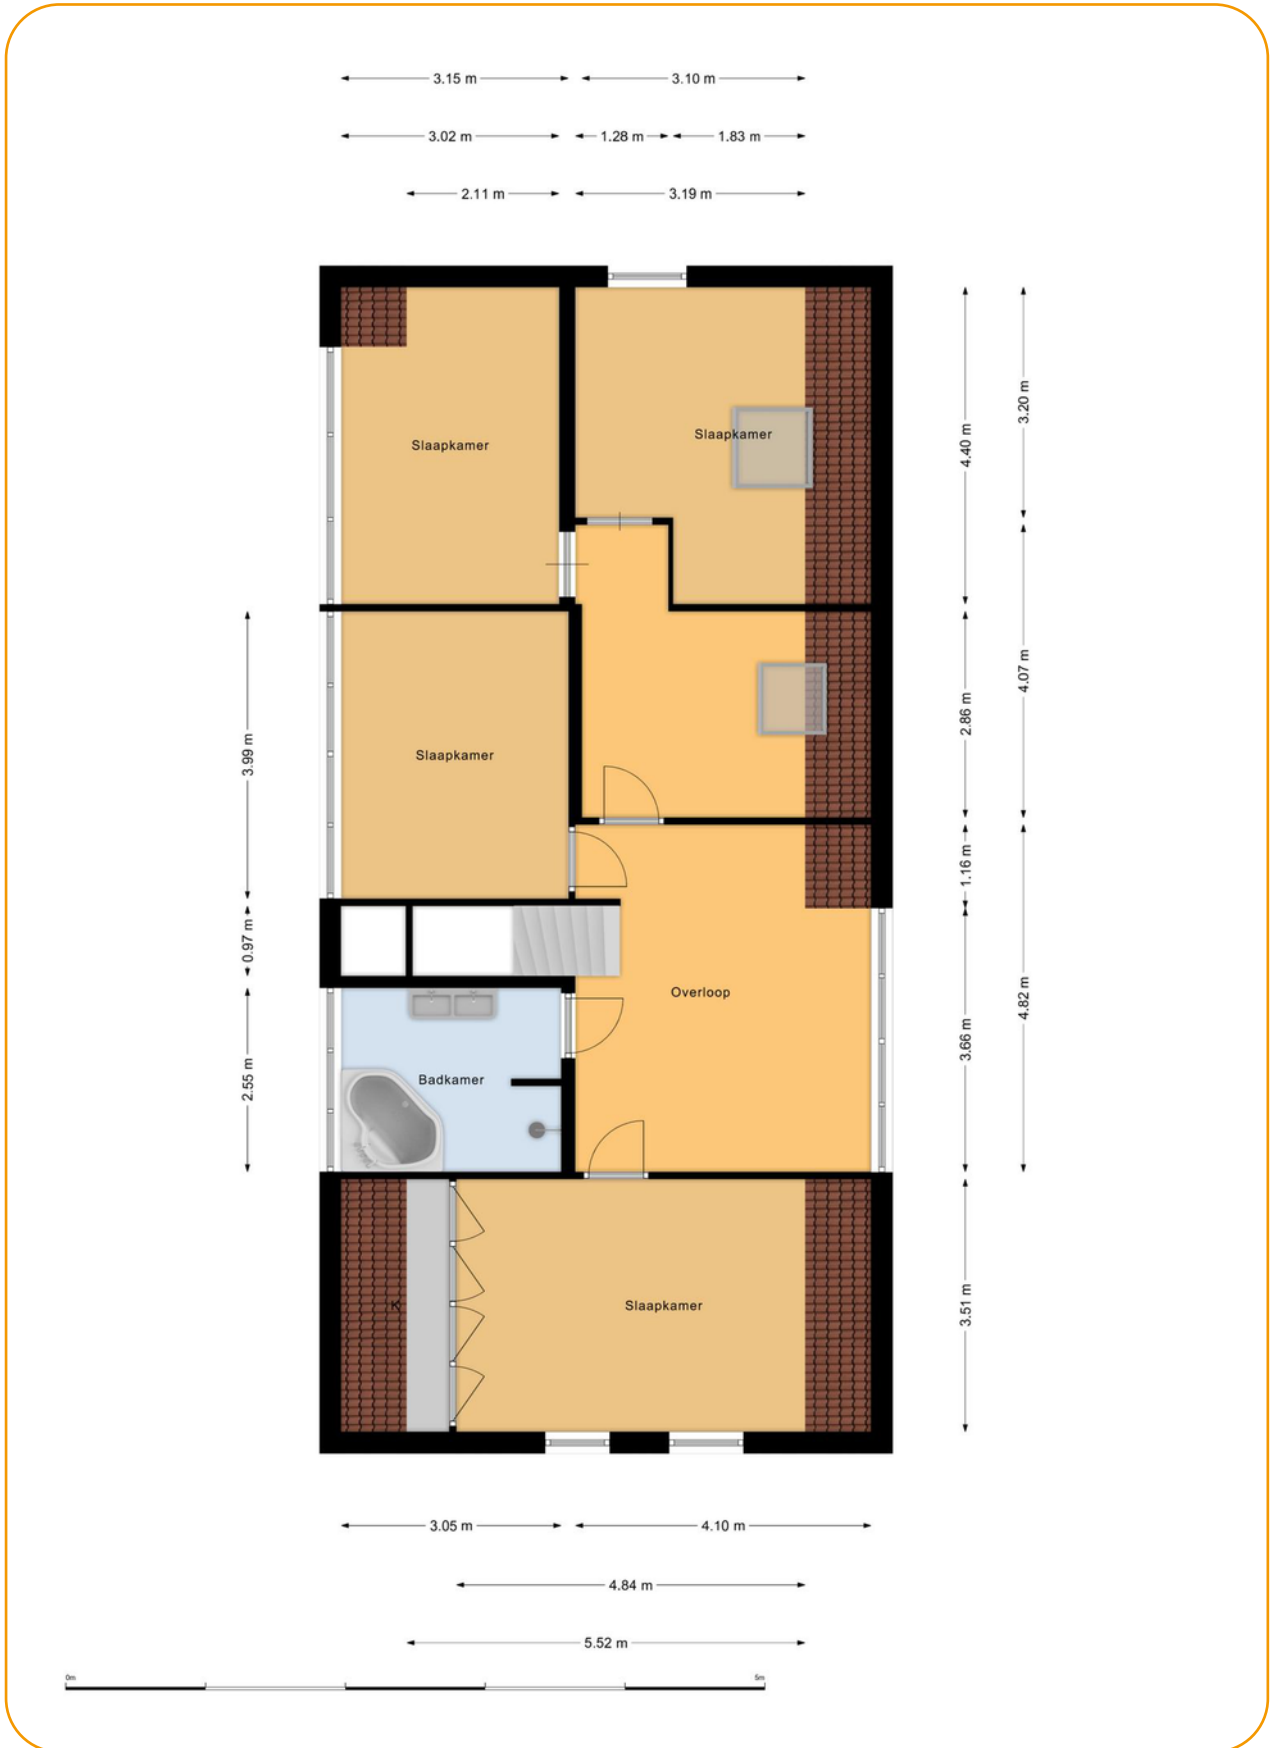 3.15 m
3.10 m
3.02 m
1.28 m
1.83 m
2.11 m
3.19 m
Slaapkamer
Slaapkamer
3.20 m
4.40 m
4.07 m
2.86 m
Slaapkamer
3.99 m
1.16 m
0.97 m
Overloop
4.82 m
3.66 m
2.55 m
Badkamer
K
Slaapkamer
3.51 m
3.05 m
4.10 m
4.84 m
5.52 m
0m
5m